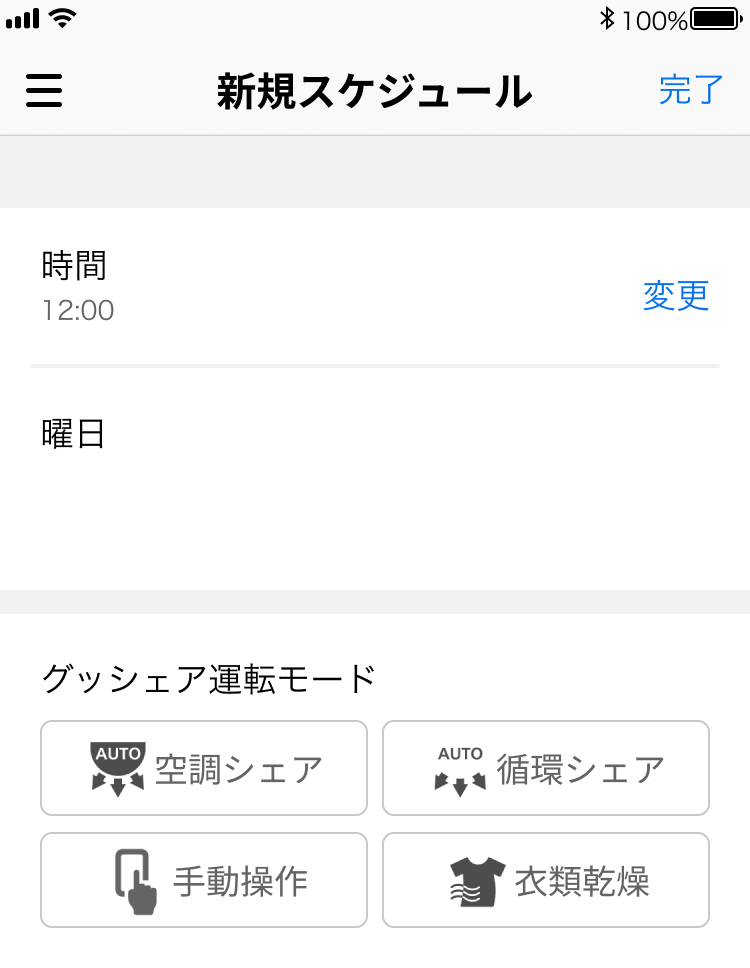 100%
新規スケジュール 完了
時間
12:00
変更
曜日
グッシェア運転モード
AUTO 空調シェア
AUTO 循環シェア
手動操作
衣類乾燥